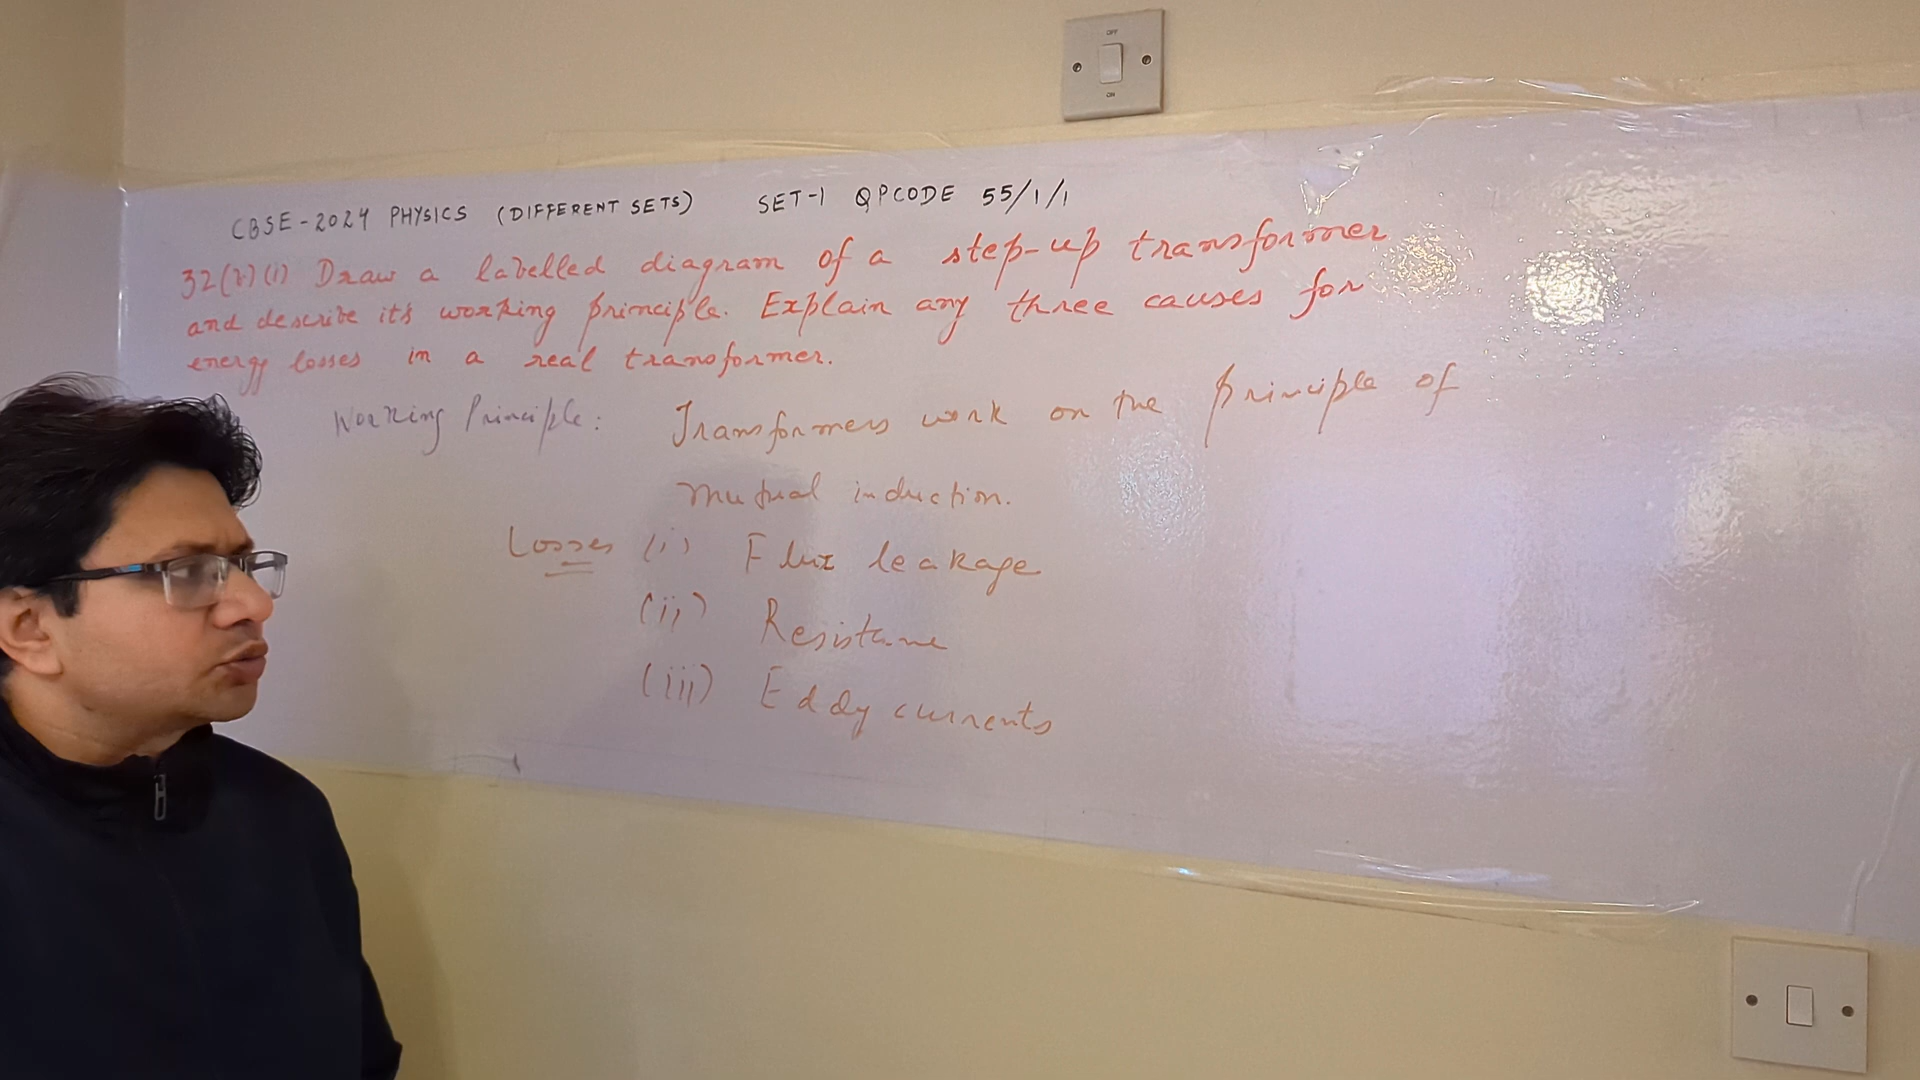 OFF
ON
CBSE-2024 PHYSICS (DIFFERENT SETS) SET-1 QPCODE 55/1/1
32(b)(i) Draw a labelled diagram of a step-up transformer
and describe its working principle. Explain any three causes for
energy losses in a real transformer.
Working Principle: Transformers work on the principle of
mutual induction.
Losses (i) Flux leakage
(ii) Resistance
(iii) Eddy currents